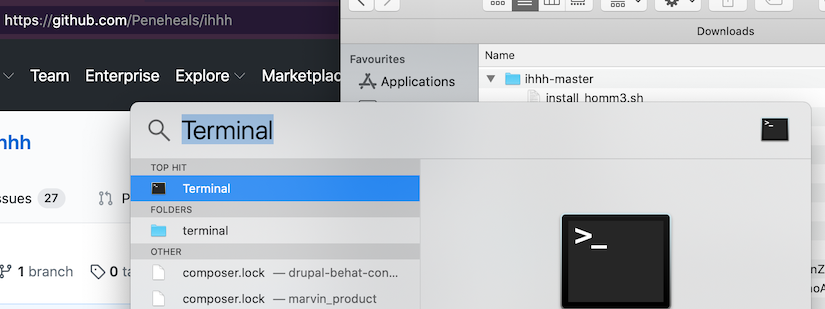 https://github.com/Peneheals/ihhh
Team Enterprise Explore Marketplac
Downloads
Favourites
Applications
Name
ihhh-master
install_homm3.sh
Terminal
TOP HIT
Terminal
FOLDERS
terminal
OTHER
composer.lock — drupal-behat-con...
composer.lock — marvin_product
hhh
ssues 27
1 branch
0 ta
>_